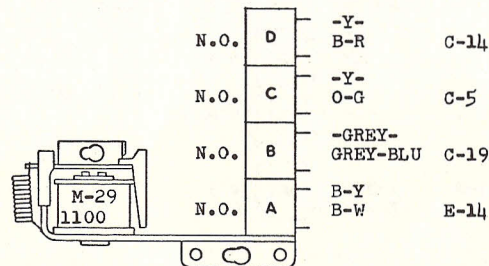 N.O. D -Y-
B-R C-14
N.O. C -Y-
O-G C-5
N.O. B -GREY-
GREY-BLU C-19
N.O. A B-Y
B-W E-14
M-29
1100